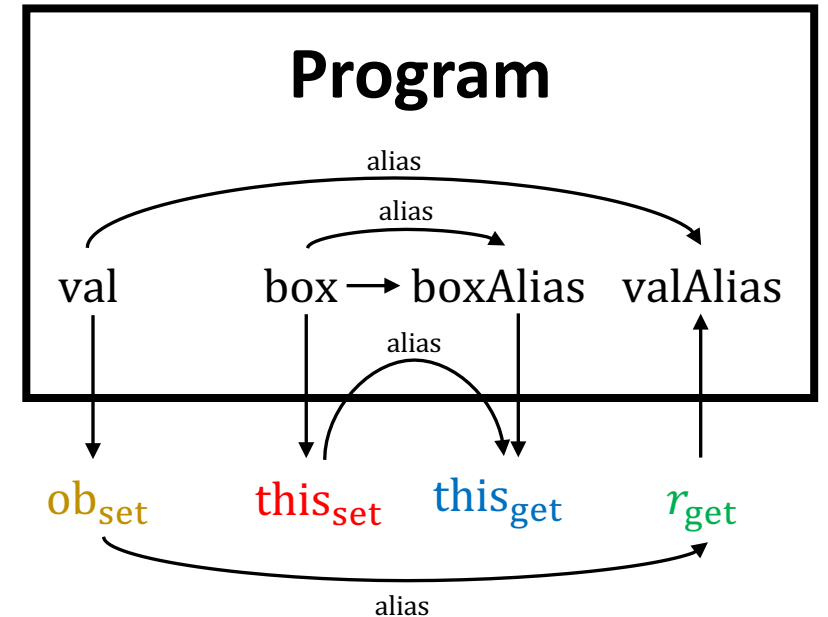 Program
alias
alias
val box boxAlias valAlias
alias
ob_set this_set this_get r_get
alias